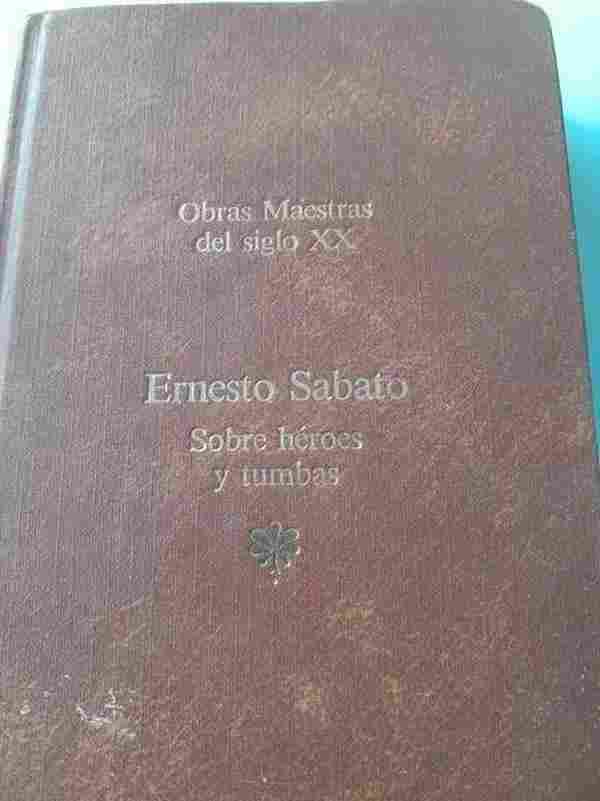 Obras Maestras
del siglo XX
Ernesto Sabato
Sobre héroes
y tumbas